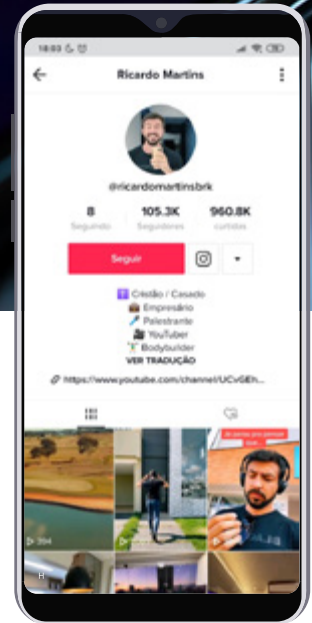 18:03
Ricardo Martins
@ricardomartinsbrk
8 105.3K 960.8K
Seguindo Seguidores curtidas
Seguir
Cristão / Casado
Empresário
Palestrante
YouTuber
Bodybuilder
VER TRADUÇÃO
https://www.youtube.com/channel/UCvGEh...
394
H